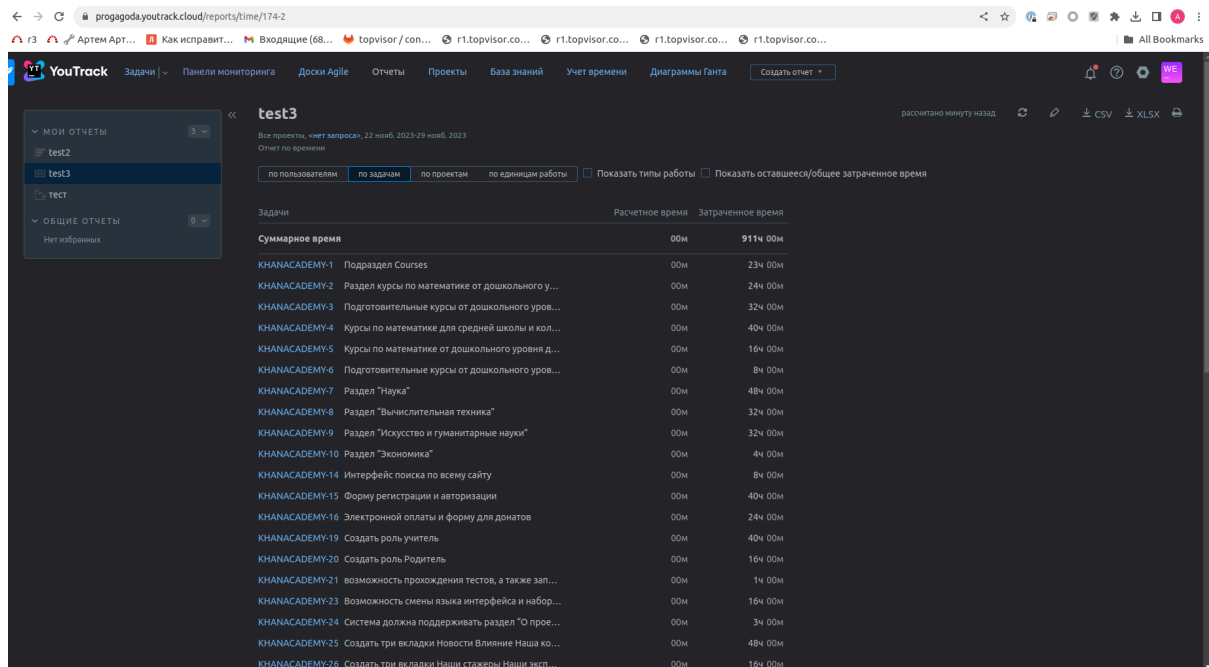 progagoda.youtrack.cloud/reports/time/174-2
r3 Артем Арт... Как исправит... Входящие (68... topvisor / con... r1.topvisor.co... r1.topvisor.co... r1.topvisor.co... r1.topvisor.co... All Bookmarks
YouTrack Задачи Панели мониторинга Доски Agile Отчеты Проекты База знаний Учет времени Диаграммы Ганта Создать отчет WE
МОИ ОТЧЕТЫ 3
test2
test3
тест
ОБЩИЕ ОТЧЕТЫ 0
Нет избранных
test3 рассчитано минуту назад CSV XLSX
Все проекты, <нет запроса>, 22 нояб. 2023-29 нояб. 2023
Отчет по времени
по пользователям по задачам по проектам по единицам работы Показать типы работы Показать оставшееся/общее затраченное время
Задачи Расчетное время Затраченное время
Суммарное время 00м 911ч 00м
KHANACADEMY-1 Подраздел Courses 00м 23ч 00м
KHANACADEMY-2 Раздел курсы по математике от дошкольного у... 00м 24ч 00м
KHANACADEMY-3 Подготовительные курсы от дошкольного уров... 00м 32ч 00м
KHANACADEMY-4 Курсы по математике для средней школы и кол... 00м 40ч 00м
KHANACADEMY-5 Курсы по математике от дошкольного уровня д... 00м 16ч 00м
KHANACADEMY-6 Подготовительные курсы от дошкольного уров... 00м 8ч 00м
KHANACADEMY-7 Раздел "Наука" 00м 48ч 00м
KHANACADEMY-8 Раздел "Вычислительная техника" 00м 32ч 00м
KHANACADEMY-9 Раздел "Искусство и гуманитарные науки" 00м 32ч 00м
KHANACADEMY-10 Раздел "Экономика" 00м 4ч 00м
KHANACADEMY-14 Интерфейс поиска по всему сайту 00м 8ч 00м
KHANACADEMY-15 Форму регистрации и авторизации 00м 40ч 00м
KHANACADEMY-16 Электронной оплаты и форму для донатов 00м 24ч 00м
KHANACADEMY-19 Создать роль учитель 00м 40ч 00м
KHANACADEMY-20 Создать роль Родитель 00м 16ч 00м
KHANACADEMY-21 возможность прохождения тестов, а также зап... 00м 1ч 00м
KHANACADEMY-23 Возможность смены языка интерфейса и набор... 00м 16ч 00м
KHANACADEMY-24 Система должна поддерживать раздел "О прое... 00м 3ч 00м
KHANACADEMY-25 Создать три вкладки Новости Влияние Наша ко... 00м 48ч 00м
KHANACADEMY-26 Создать три вкладки Наши стажеры Наши эксп... 00м 16ч 00м